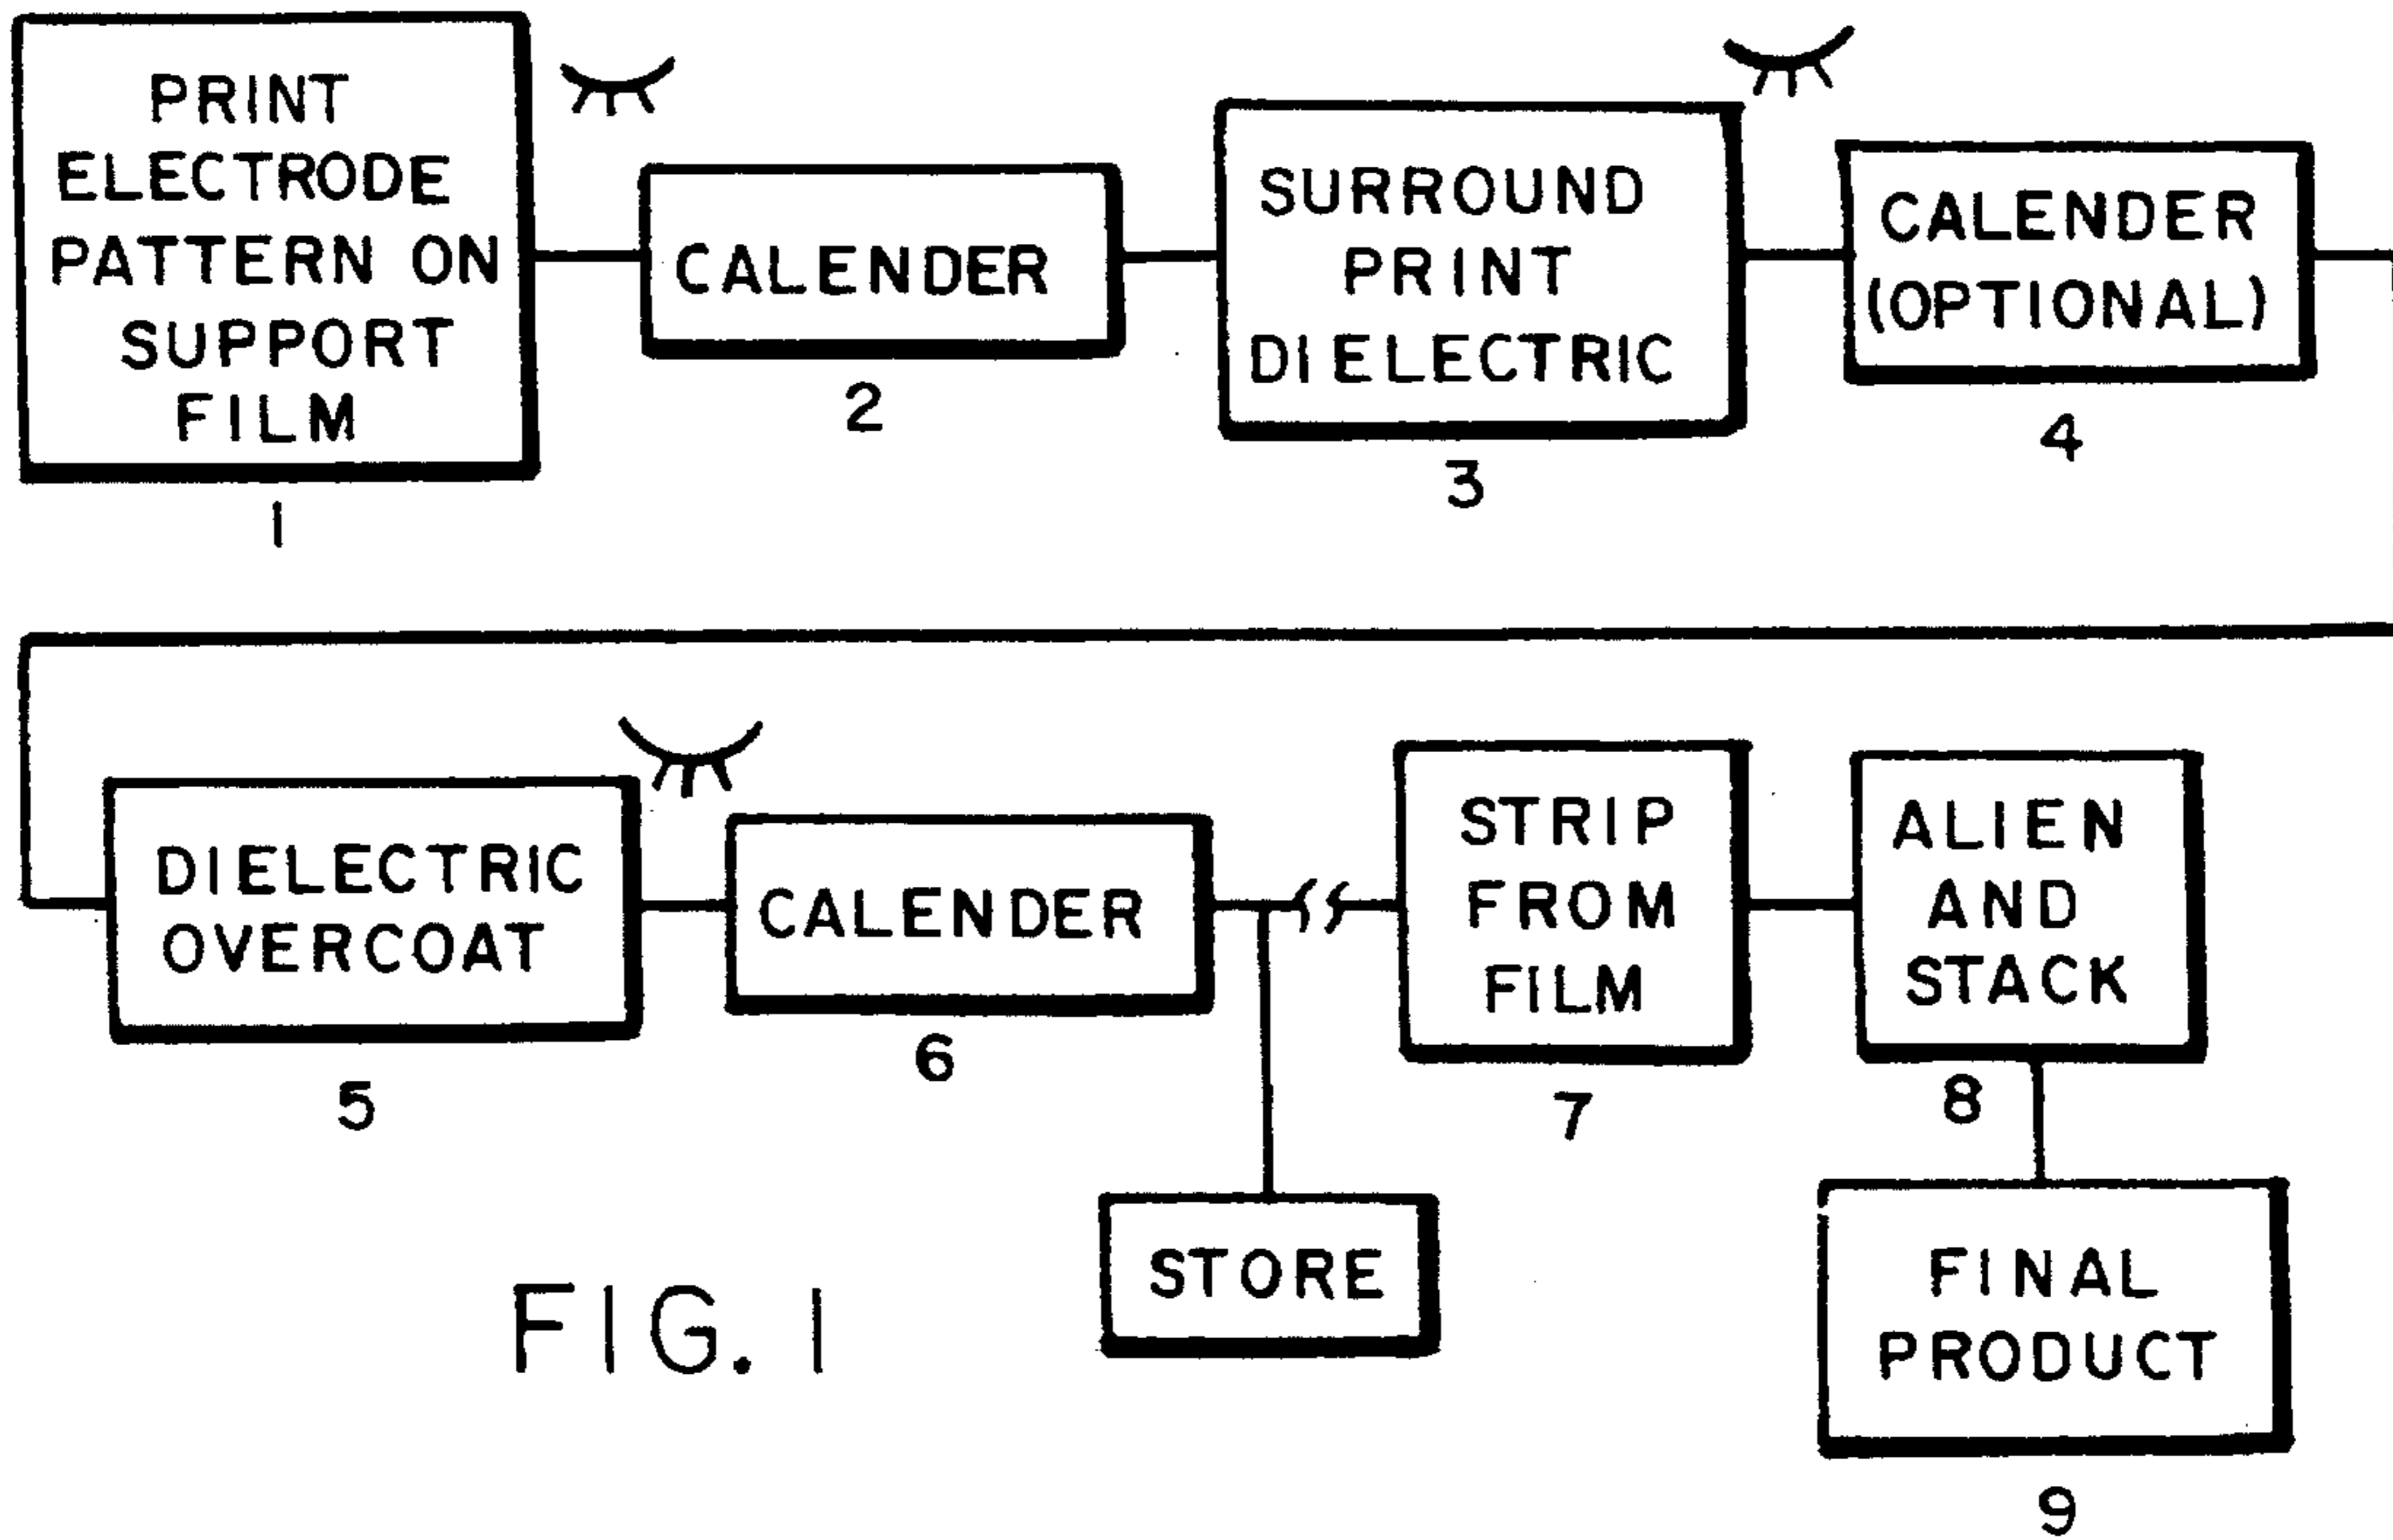 PRINT
ELECTRODE
PATTERN ON
SUPPORT
FILM
1
CALENDER
2
SURROUND
PRINT
DIELECTRIC
3
CALENDER
(OPTIONAL)
4
DIELECTRIC
OVERCOAT
5
CALENDER
6
STORE
STRIP
FROM
FILM
7
ALIEN
AND
STACK
8
FINAL
PRODUCT
9
FIG. 1